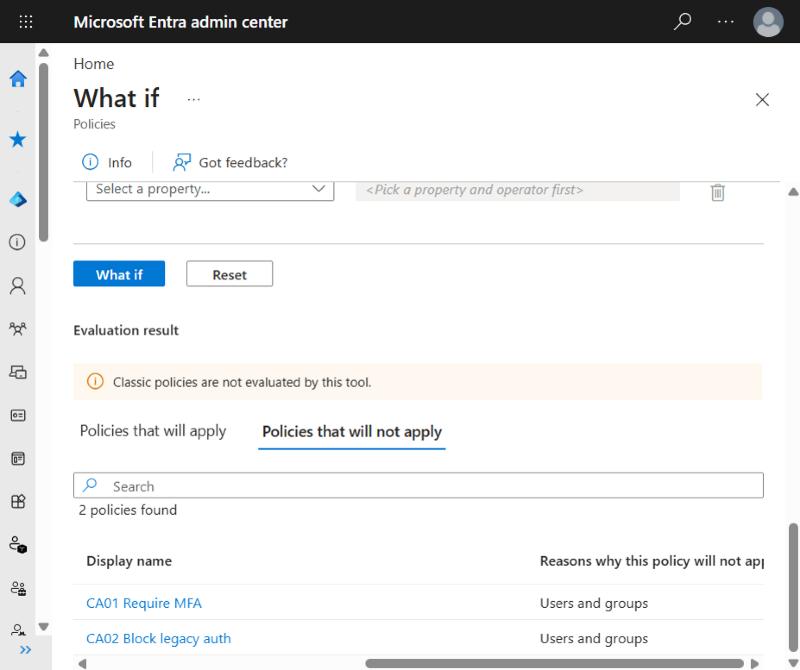 Microsoft Entra admin center
Home
What if ...
Policies
Info Got feedback?
Select a property... <Pick a property and operator first>
What if Reset
Evaluation result
Classic policies are not evaluated by this tool.
Policies that will apply Policies that will not apply
Search
2 policies found
Display name Reasons why this policy will not app
CA01 Require MFA Users and groups
CA02 Block legacy auth Users and groups